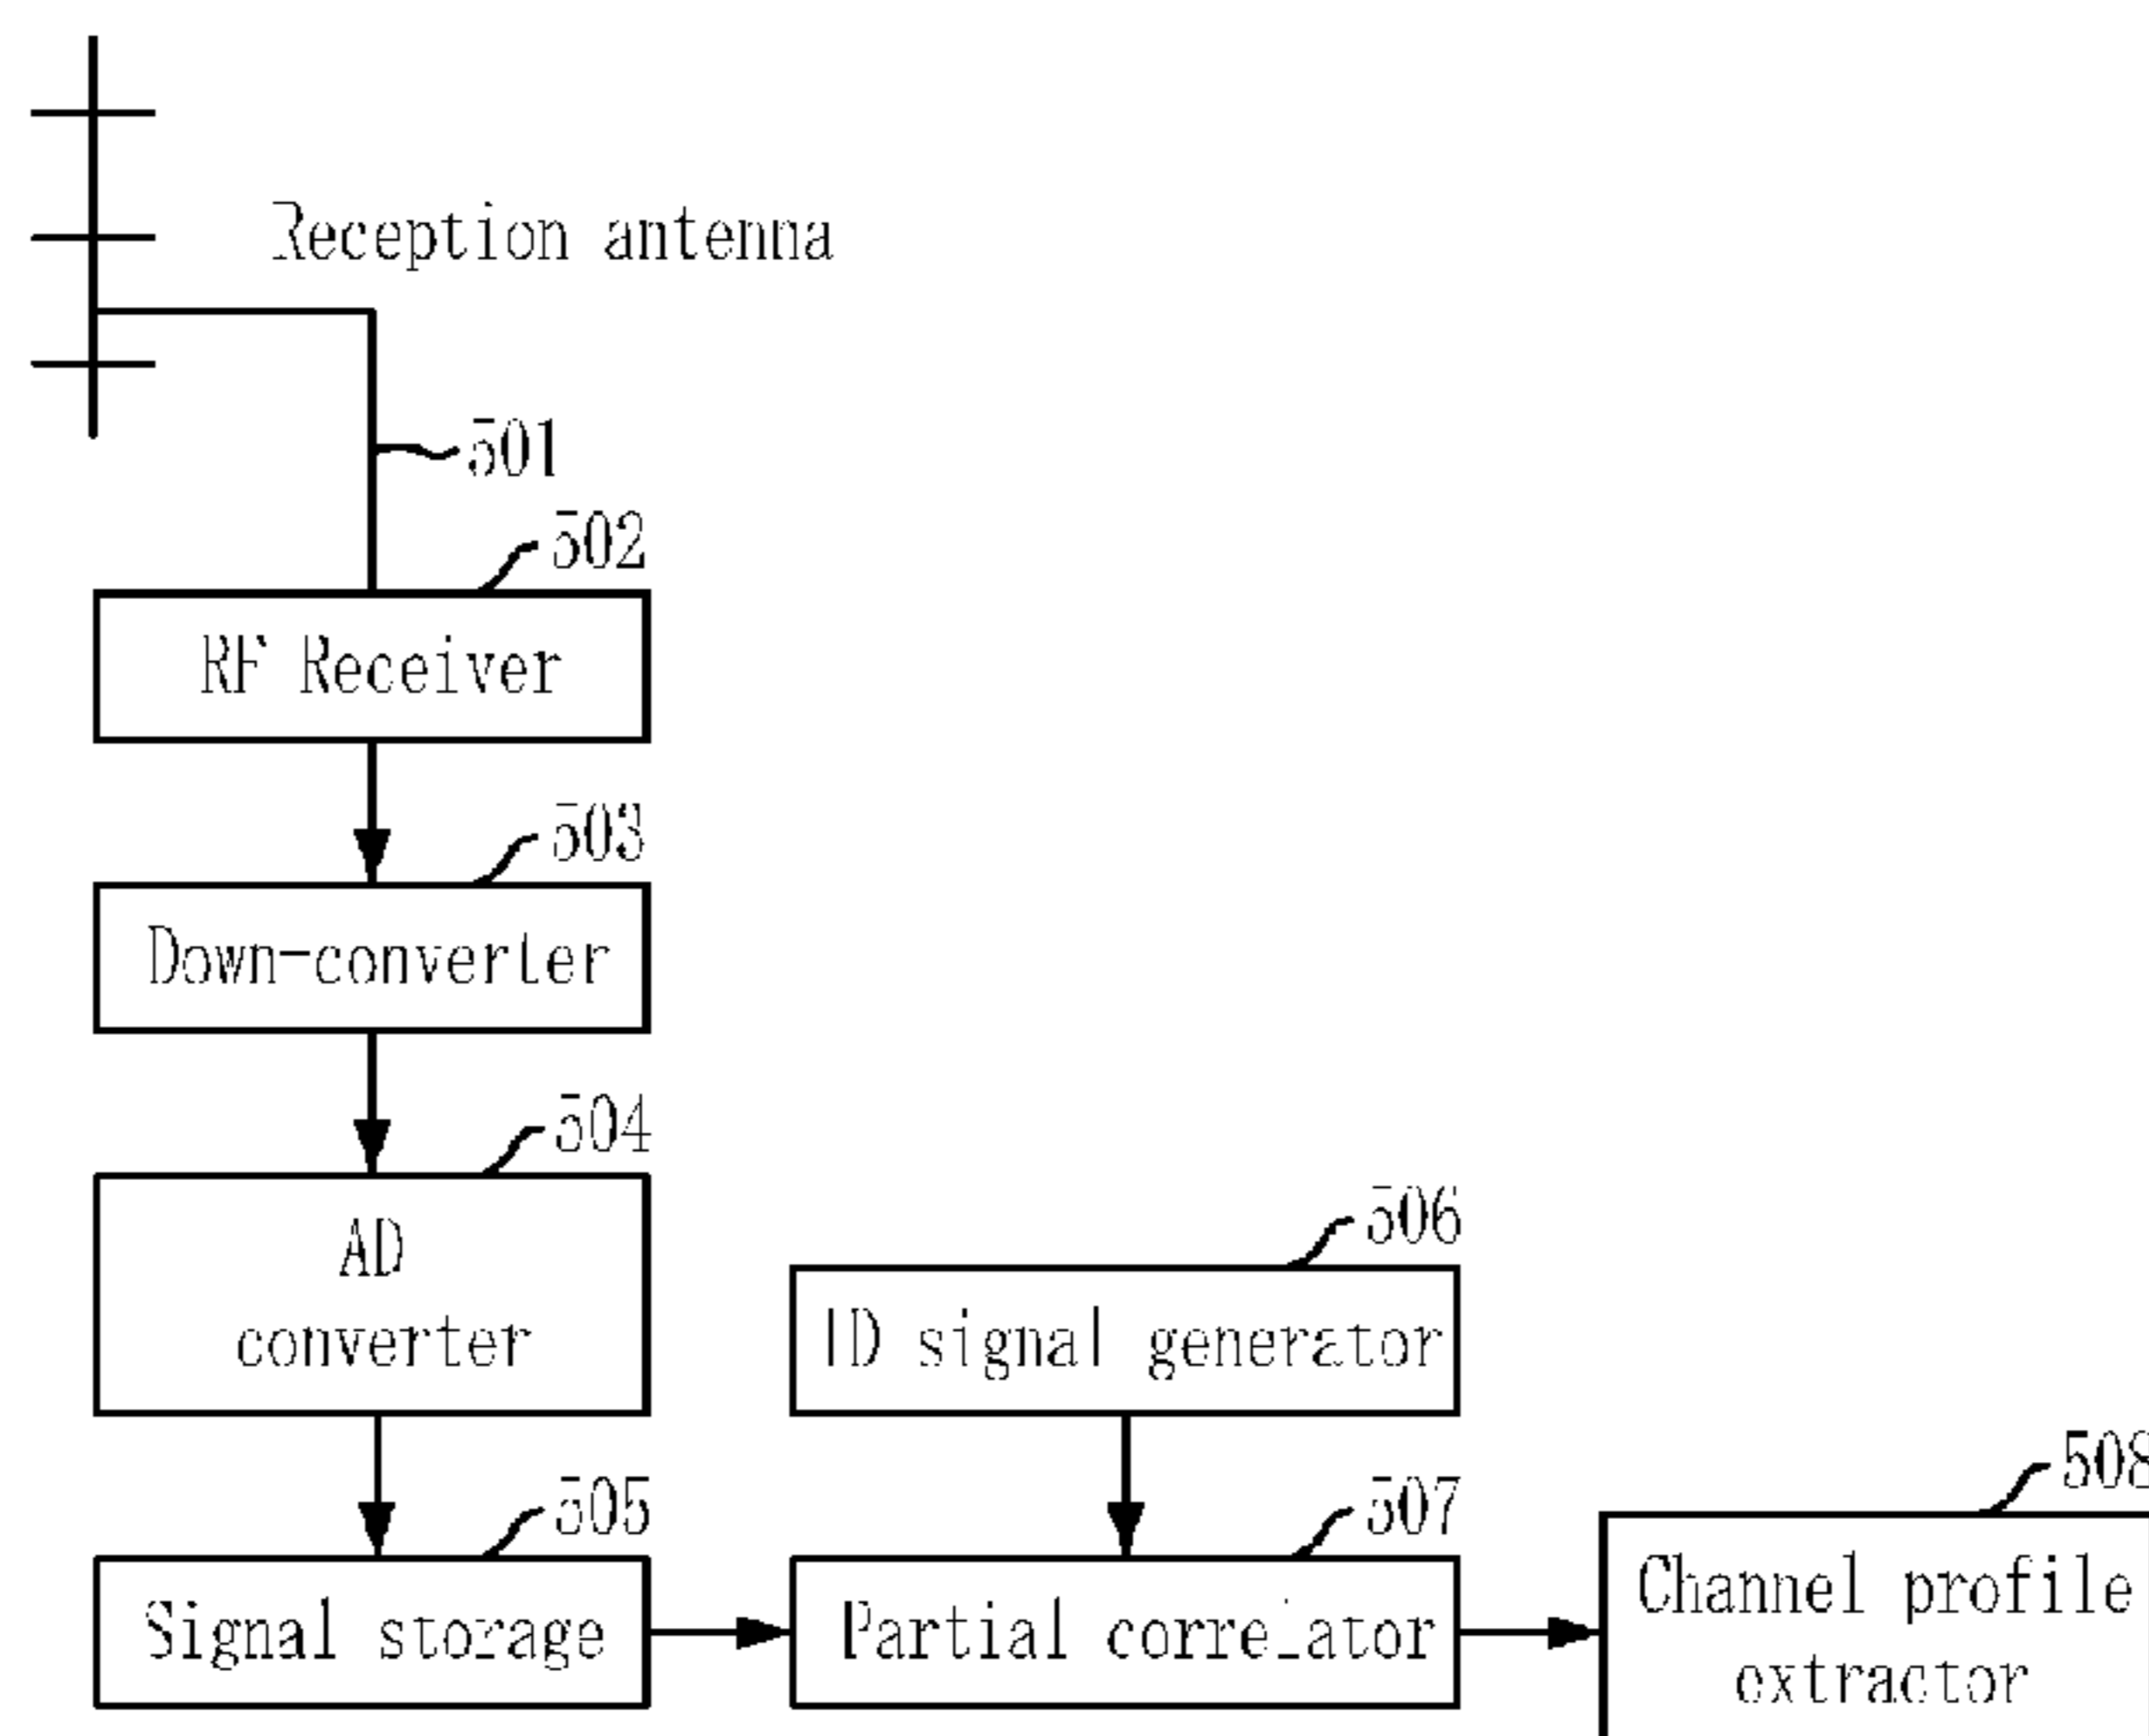 Reception antenna
501
502
RF Receiver
503
Down-converter
504
AD
converter
506
ID signal generator
505
Signal storage
507
Partial correlator
508
Channel profile
extractor